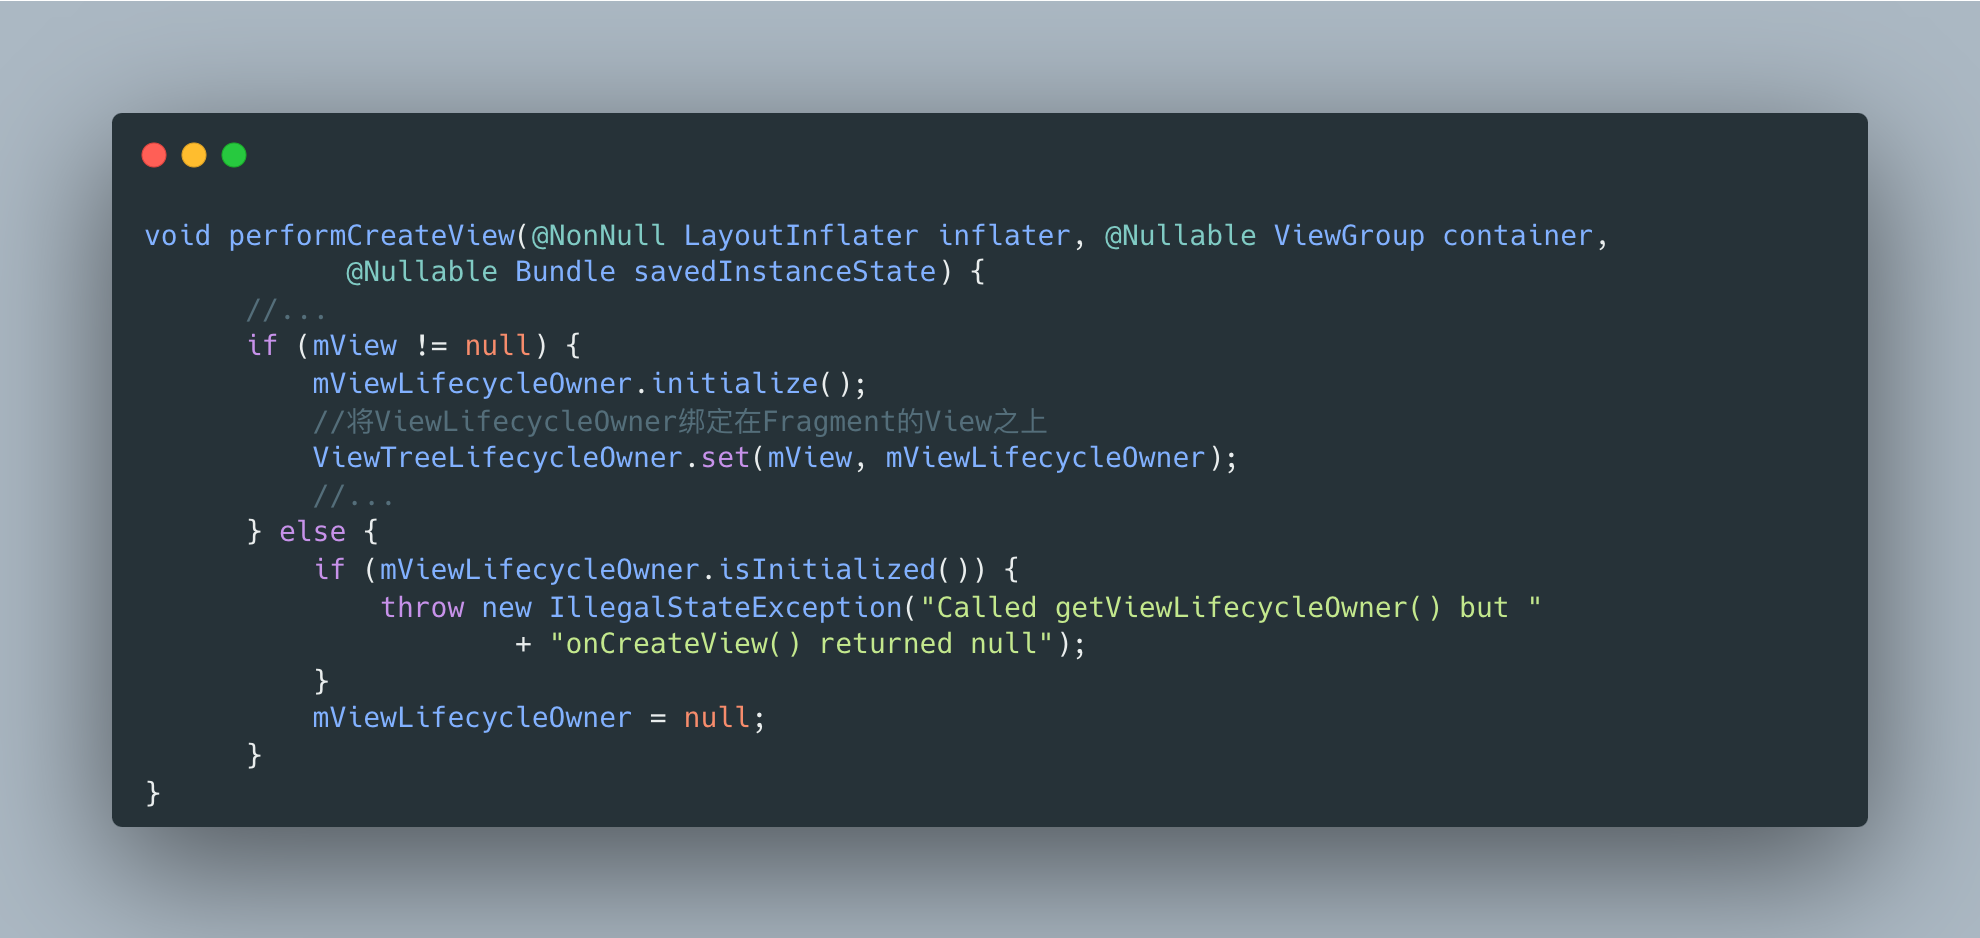 void performCreateView(@NonNull LayoutInflater inflater, @Nullable ViewGroup container,
            @Nullable Bundle savedInstanceState) {
      //...
      if (mView != null) {
          mViewLifecycleOwner.initialize();
          //将ViewLifecycleOwner绑定在Fragment的View之上
          ViewTreeLifecycleOwner.set(mView, mViewLifecycleOwner);
          //...
      } else {
          if (mViewLifecycleOwner.isInitialized()) {
              throw new IllegalStateException("Called getViewLifecycleOwner() but "
                      + "onCreateView() returned null");
          }
          mViewLifecycleOwner = null;
      }
}